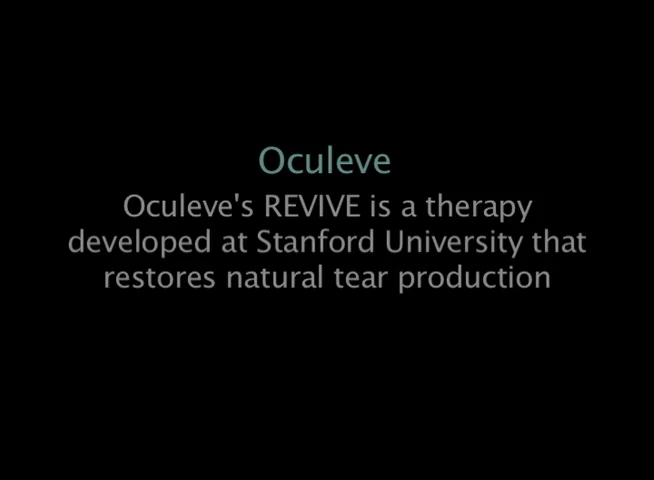 Oculeve
Oculeve's REVIVE is a therapy
developed at Stanford University that
restores natural tear production